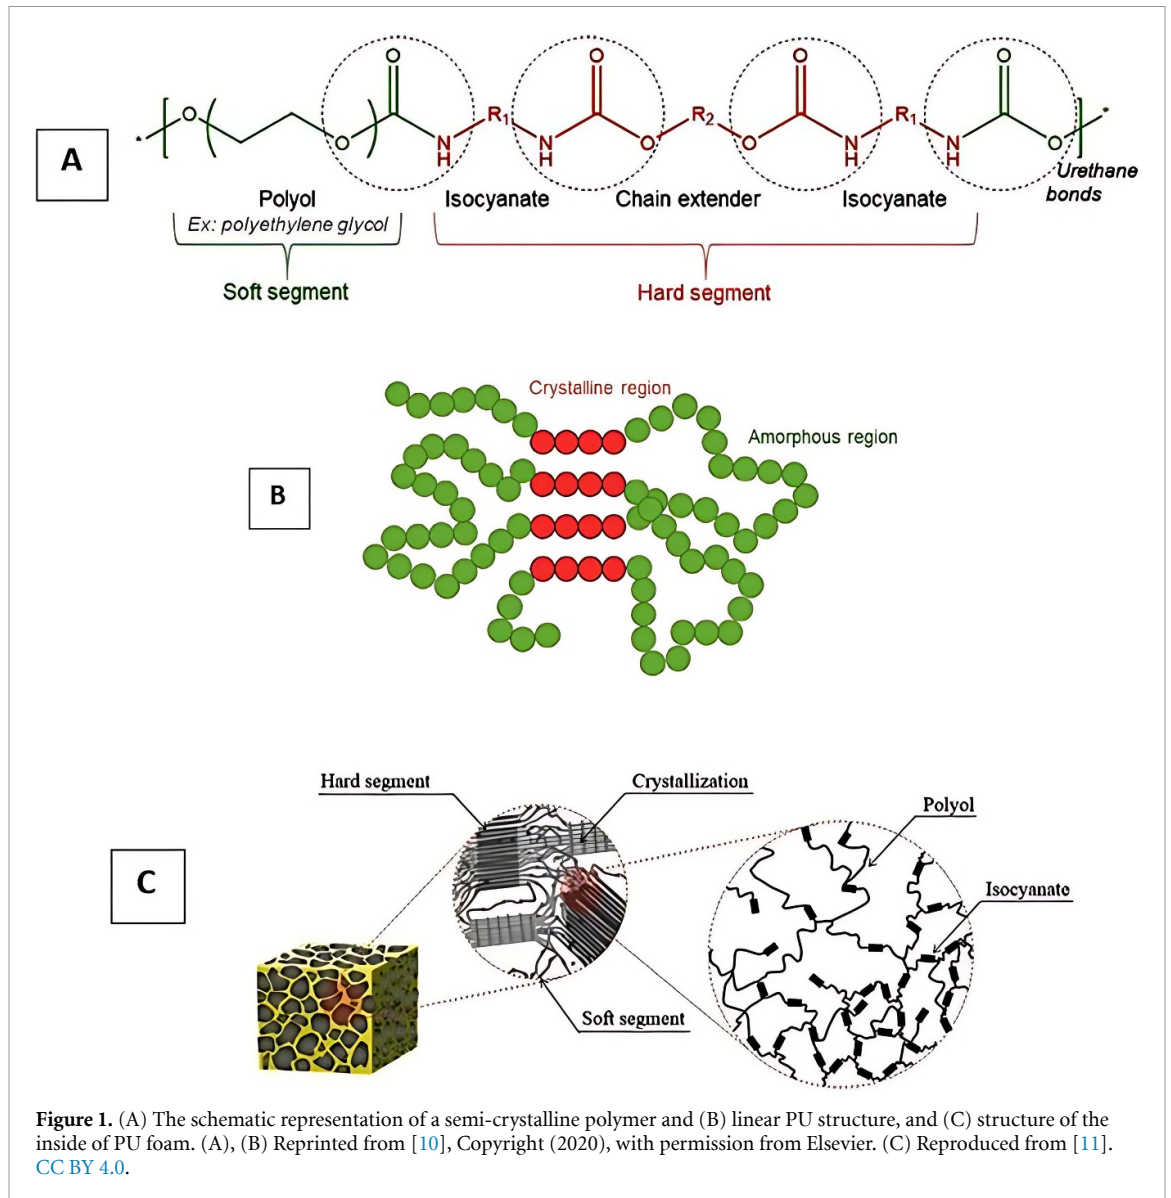 A
O
O
O
O
O
O
N
H
R1
N
H
O
R2
O
N
H
R1
N
H
O
Urethane
bonds
Polyol
Isocyanate
Chain extender
Isocyanate
Ex: polyethylene glycol
Soft segment
Hard segment
Crystalline region
Amorphous region
B
Hard segment
Crystallization
Polyol
Isocyanate
C
Soft segment
Figure 1. (A) The schematic representation of a semi-crystalline polymer and (B) linear PU structure, and (C) structure of the
inside of PU foam. (A), (B) Reprinted from [10], Copyright (2020), with permission from Elsevier. (C) Reproduced from [11].
CC BY 4.0.